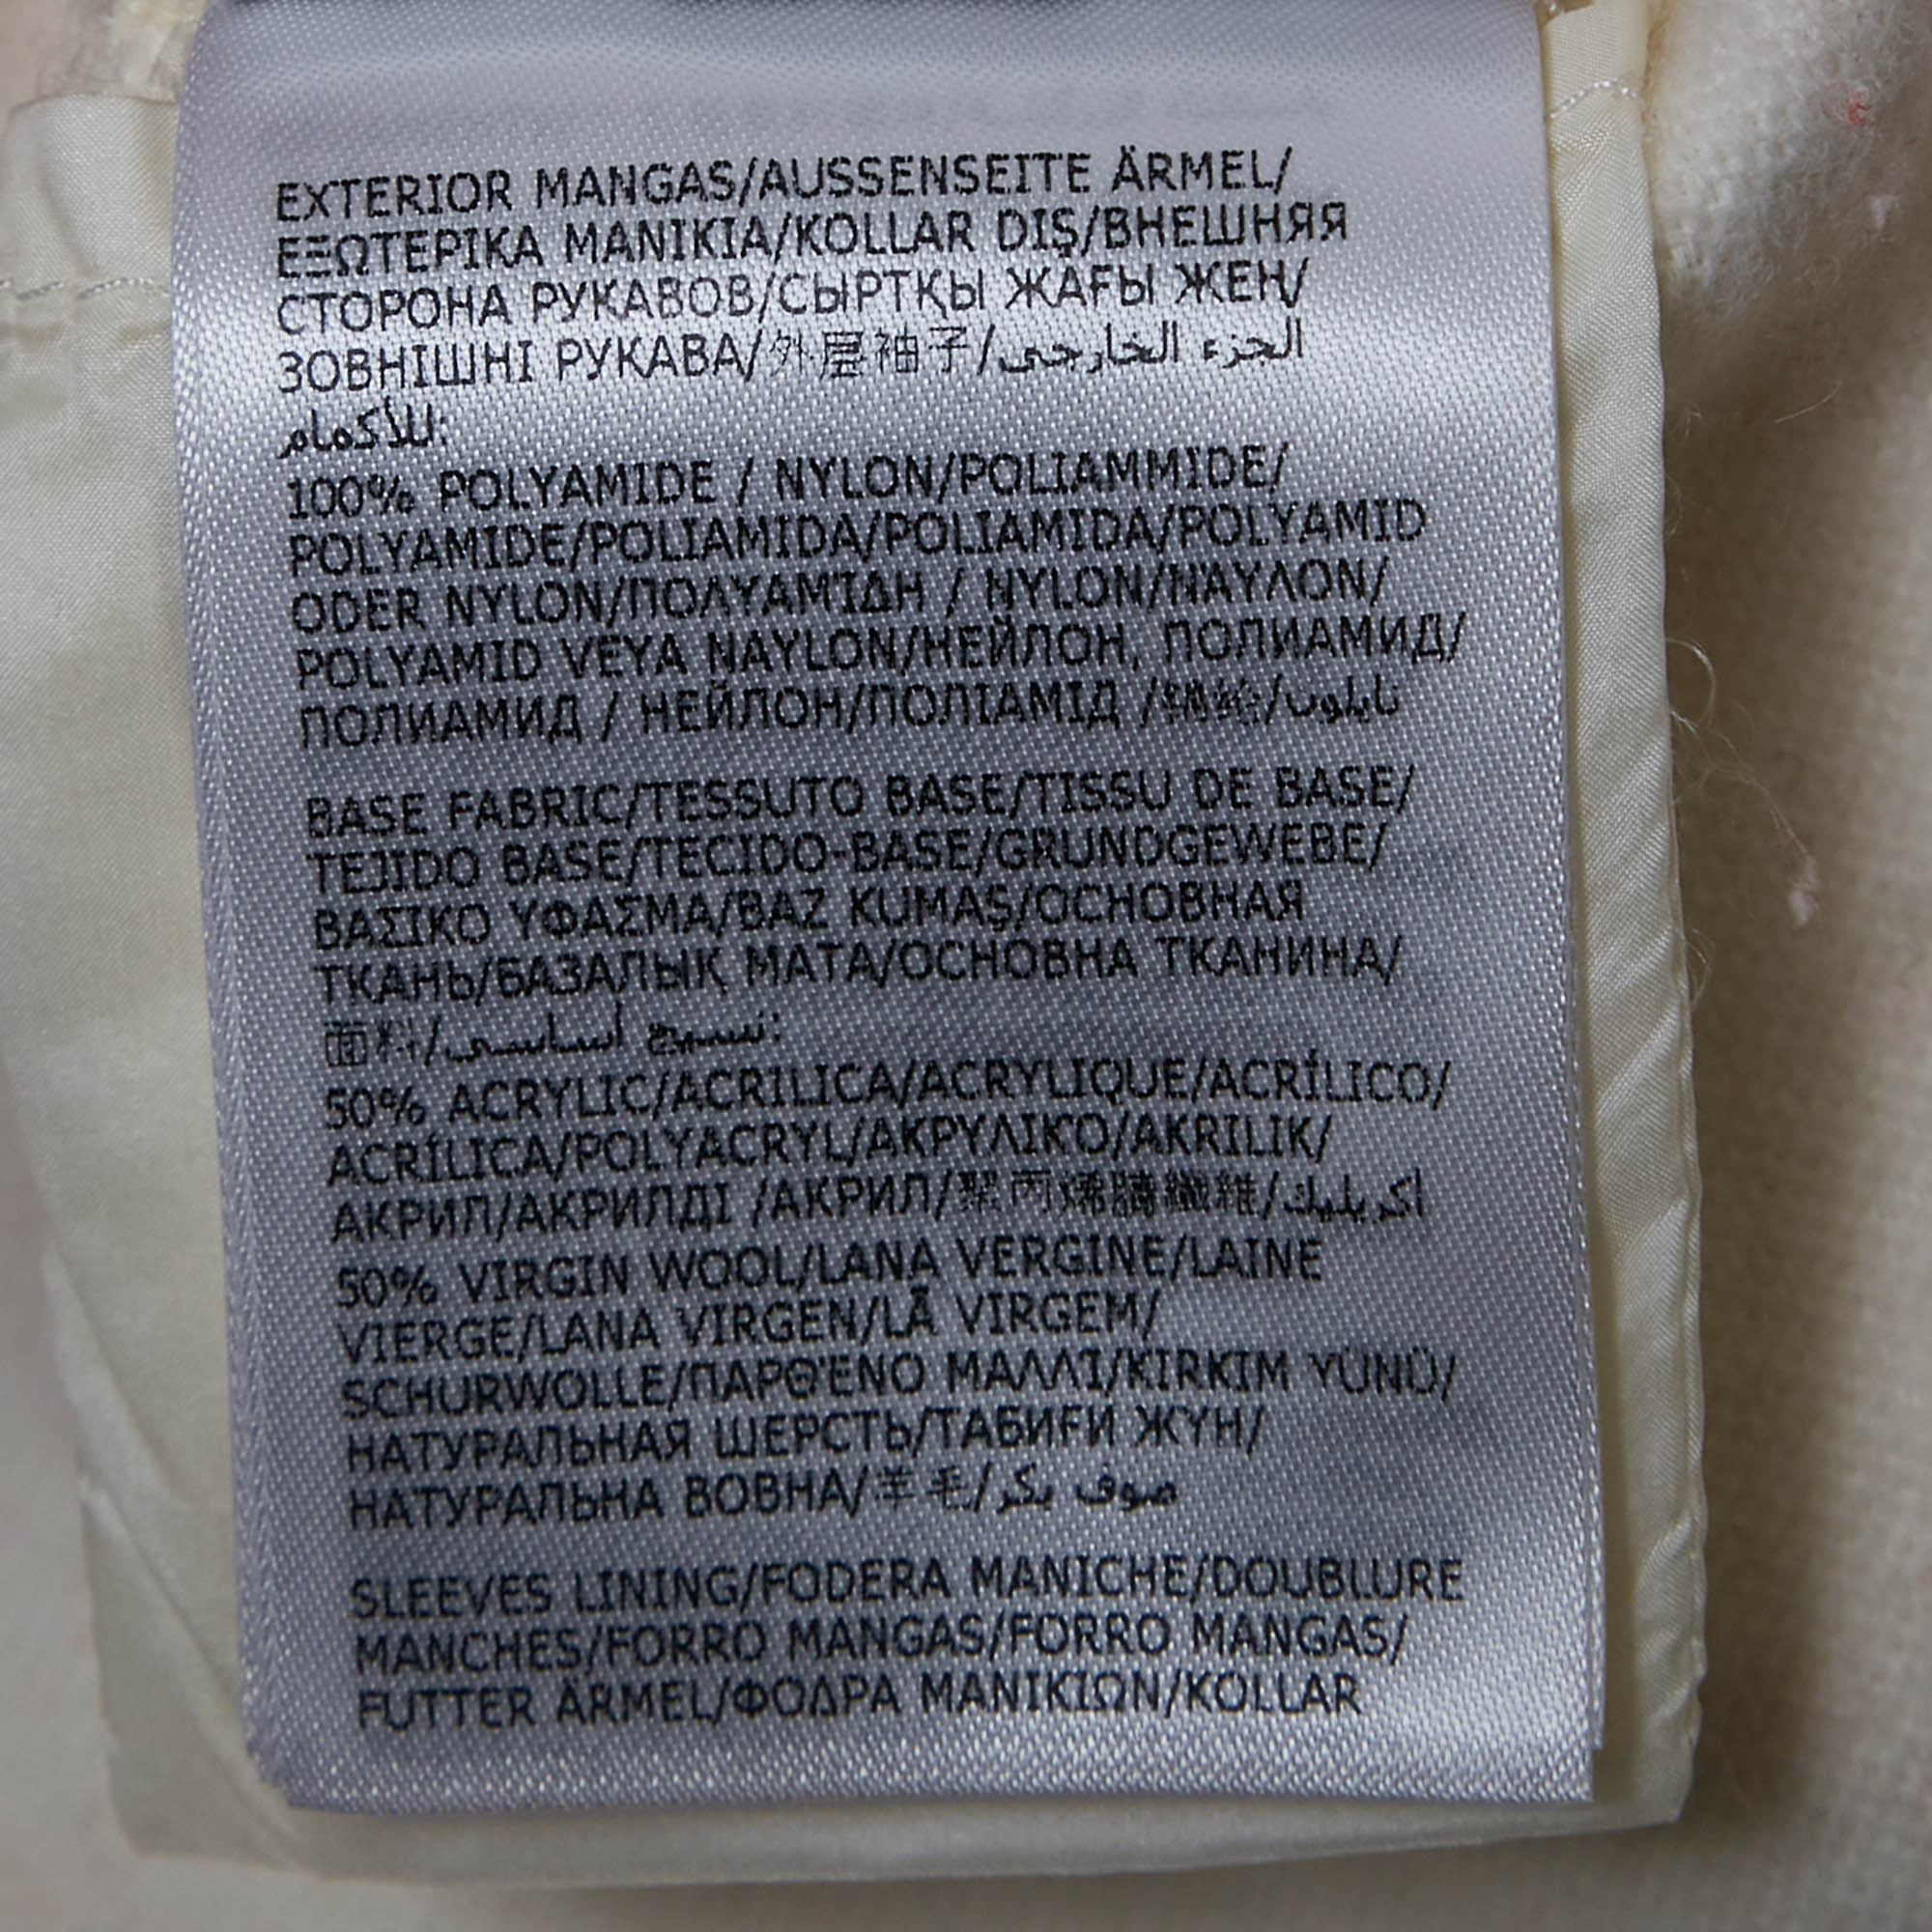 EXTERIOR MANGAS/AUSSENSEITE ÄRMEL/
ΕΞΩΤΕΡΙΚΑ ΜΑΝΙΚΙΑ/KOLLAR DIŞ/ВНЕШНЯЯ
СТОРОНА РУКАВОВ/СЫРТҚЫ ЖАҒЫ ЖЕҢ/
ЗОВНІШНІ РУКАВА/外层袖子/الجزء الخارجي
للأكمام:
100% POLYAMIDE / NYLON/POLIAMMIDE/
POLYAMIDE/POLIAMIDA/POLIAMIDA/POLYAMID
ODER NYLON/ΠΟΛΥΑΜΊΔΗ / NYLON/ΝΆΥΛΟΝ/
POLYAMID VEYA NAYLON/НЕЙЛОН, ПОЛИАМИД/
ПОЛИАМИД / НЕЙЛОН/ПОЛІАМІД /锦纶/نايلون
BASE FABRIC/TESSUTO BASE/TISSU DE BASE/
TEJIDO BASE/TECIDO-BASE/GRUNDGEWEBE/
ΒΑΣΙΚΟ ΥΦΑΣΜΑ/BAZ KUMAŞ/ОСНОВНАЯ
ТКАНЬ/БАЗАЛЫҚ МАТА/ОСНОВНА ТКАНИНА/
面料/نسيج أساسي:
50% ACRYLIC/ACRILICA/ACRYLIQUE/ACRÍLICO/
ACRÍLICA/POLYACRYL/ΑΚΡΥΛΙΚΟ/AKRILIK/
АКРИЛ/АКРИЛДІ /АКРИЛ/聚丙烯腈纖維/أكريليك
50% VIRGIN WOOL/LANA VERGINE/LAINE
VIERGE/LANA VIRGEN/LÃ VIRGEM/
SCHURWOLLE/ΠΑΡΘΈΝΟ ΜΑΛΛΊ/KIRKIM YÜNÜ/
НАТУРАЛЬНАЯ ШЕРСТЬ/ТАБИҒИ ЖҮН/
НАТУРАЛЬНА ВОВНА/羊毛/صوف بكر
SLEEVES LINING/FODERA MANICHE/DOUBLURE
MANCHES/FORRO MANGAS/FORRO MANGAS/
FUTTER ÄRMEL/ΦΟΔΡΑ ΜΑΝΙΚΙΩΝ/KOLLAR